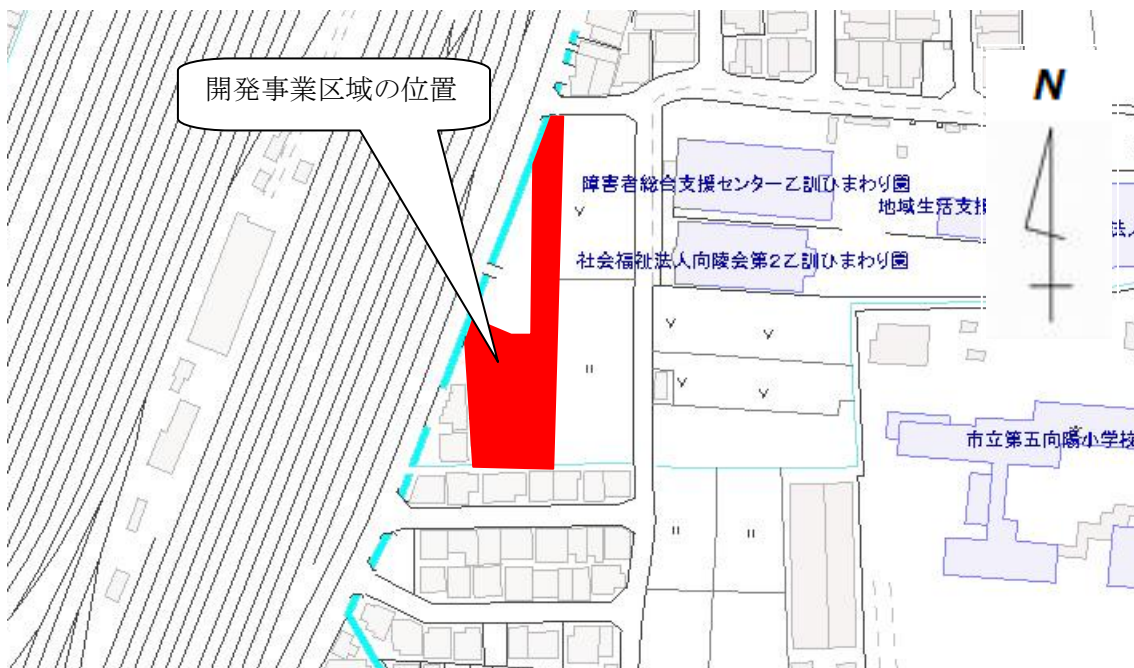 開発事業区域の位置
N
障害者総合支援センター乙訓ひまわり園
地域生活支援
社会福祉法人向陵会第2乙訓ひまわり園
法人
市立第五向陽小学校